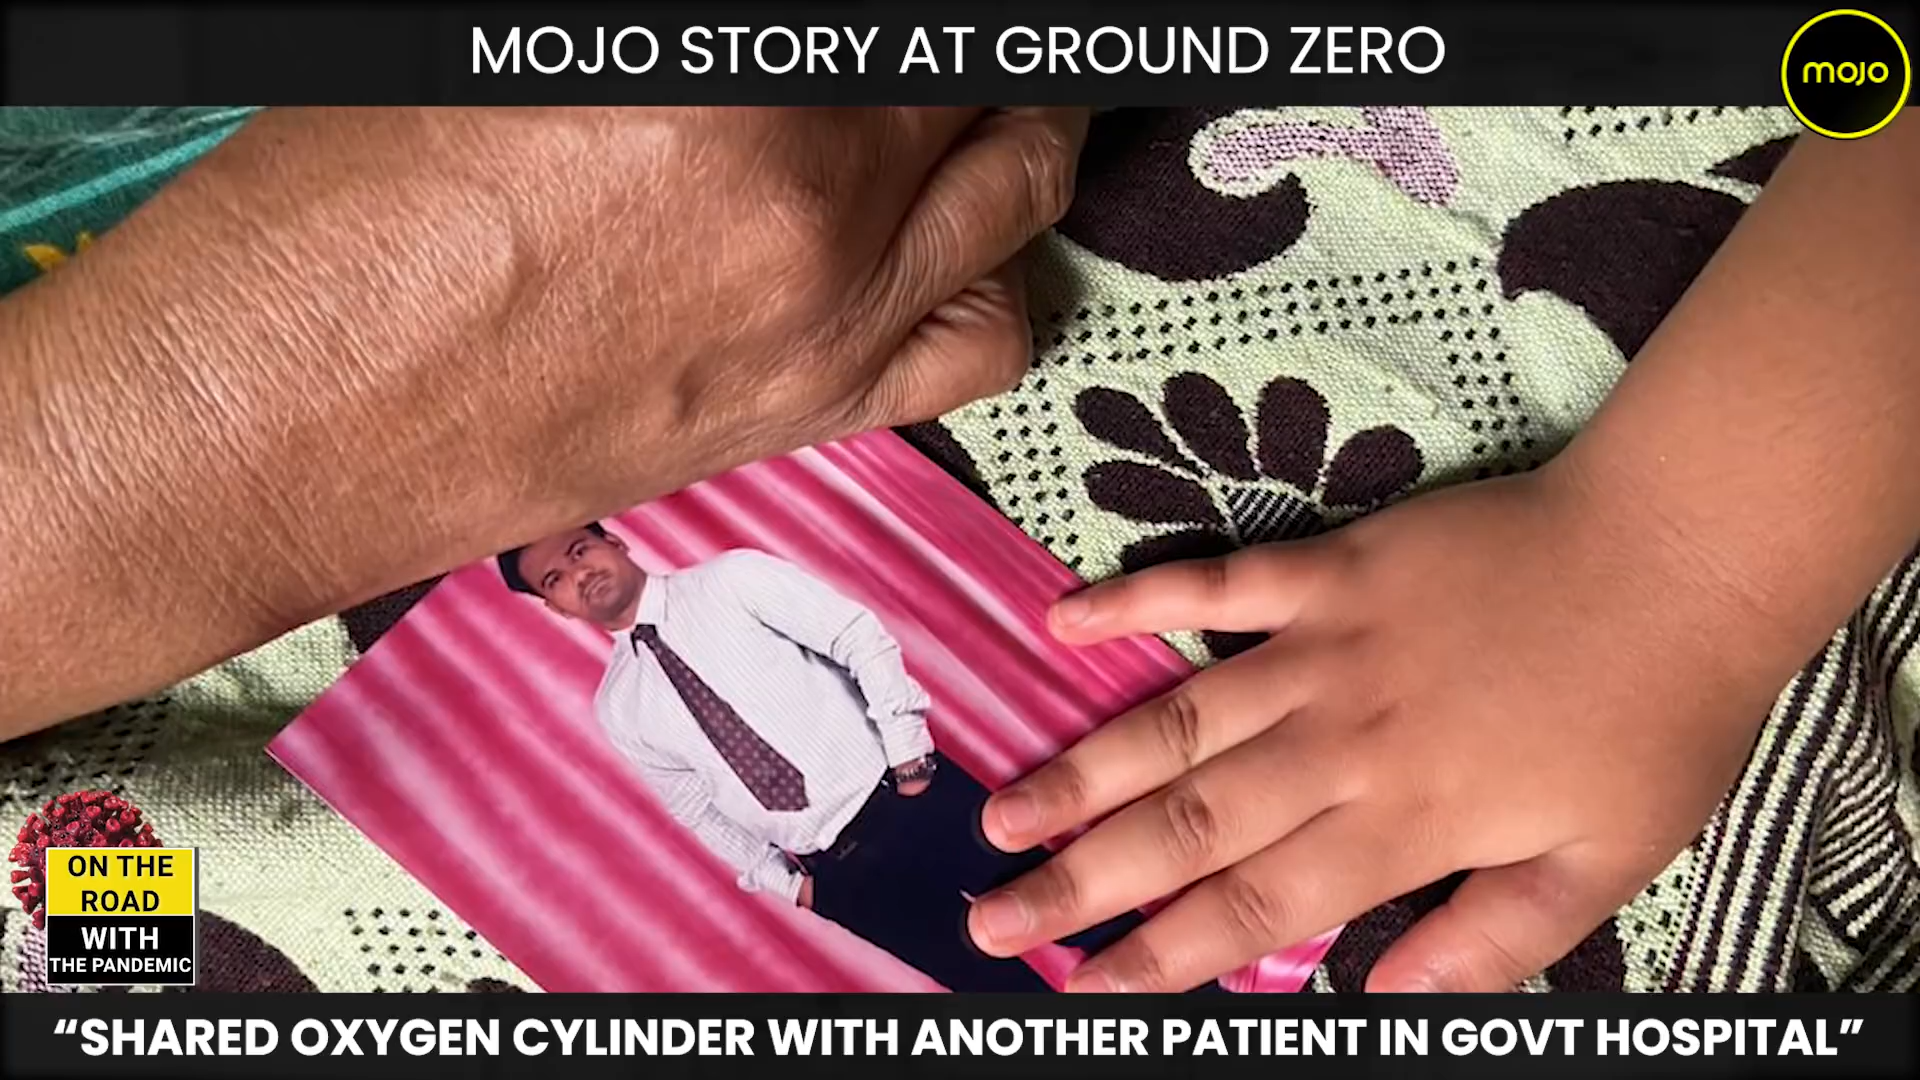 MOJO STORY AT GROUND ZERO
mojo
ON THE
ROAD
WITH
THE PANDEMIC
“SHARED OXYGEN CYLINDER WITH ANOTHER PATIENT IN GOVT HOSPITAL”